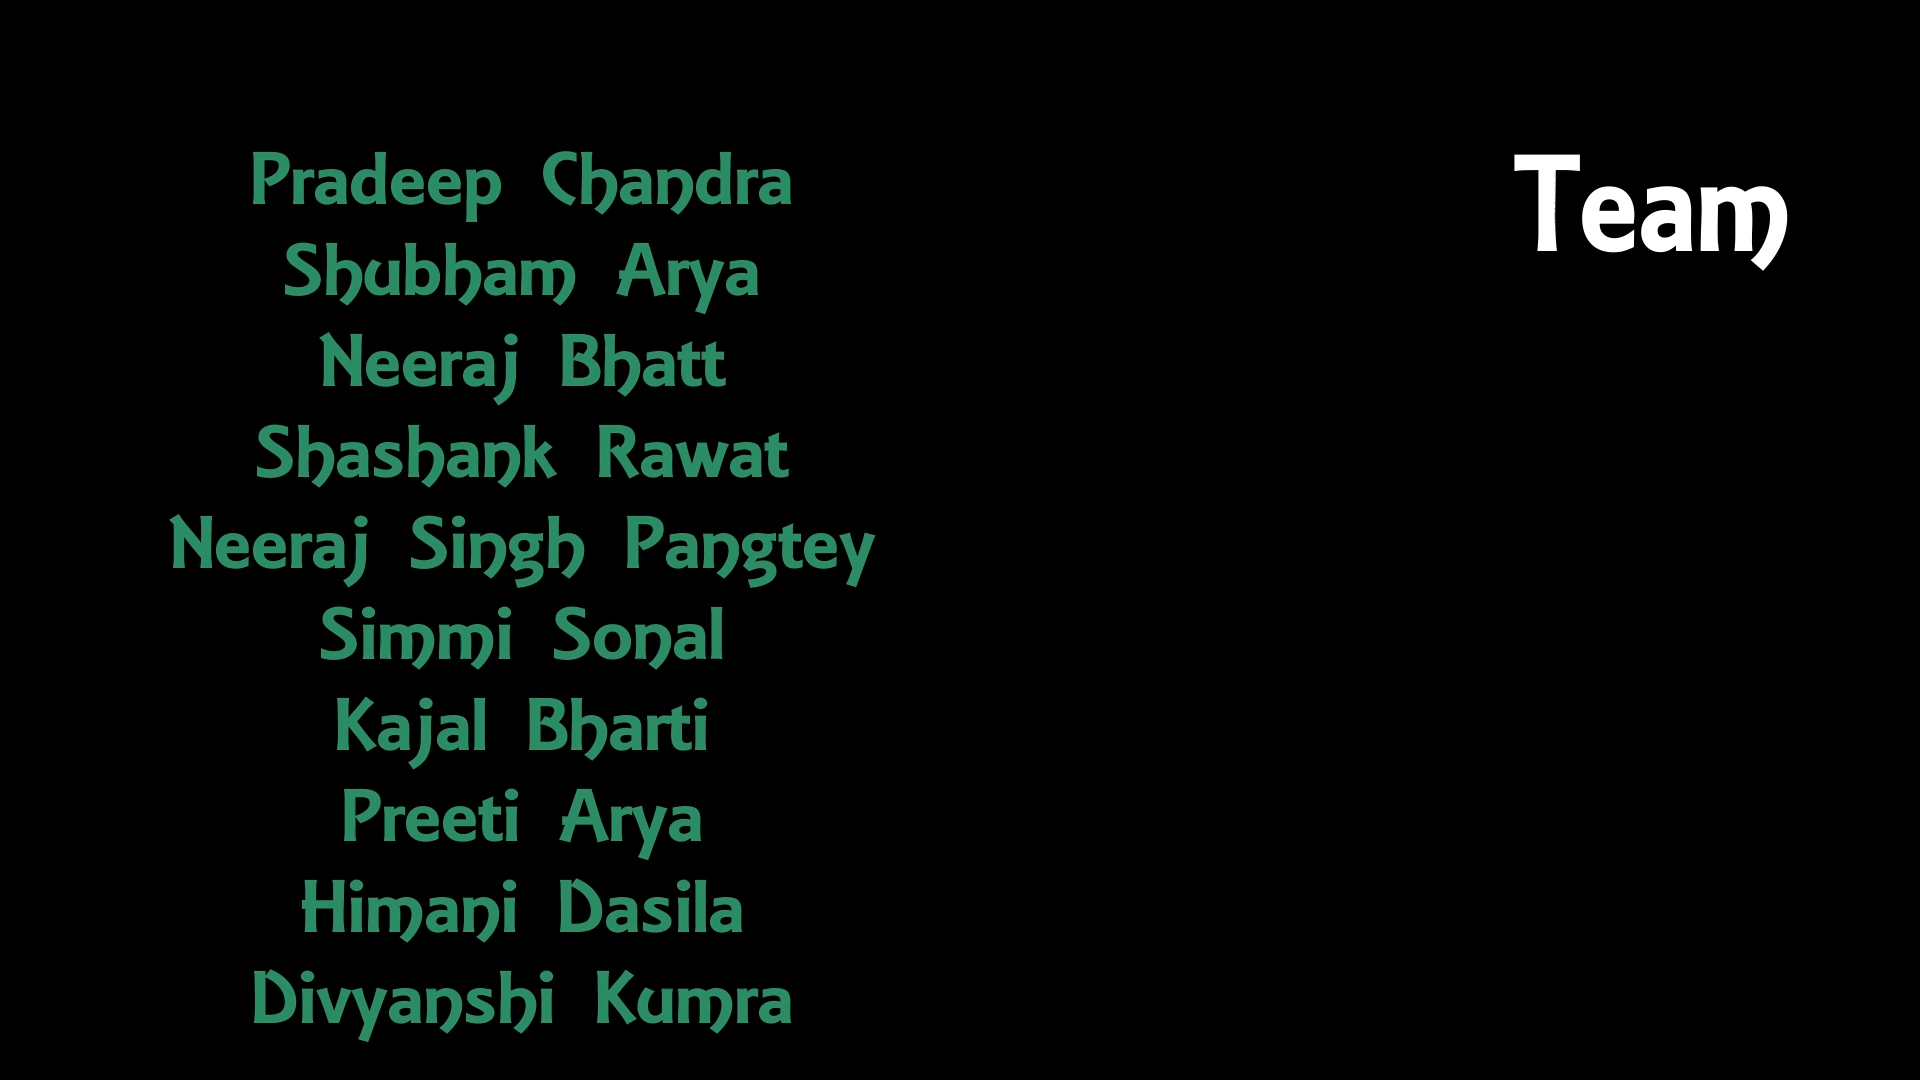 Team
Pradeep Chandra
Shubham Arya
Neeraj Bhatt
Shashank Rawat
Neeraj Singh Pangtey
Simmi Sonal
Kajal Bharti
Preeti Arya
Himani Dasila
Divyanshi Kumra